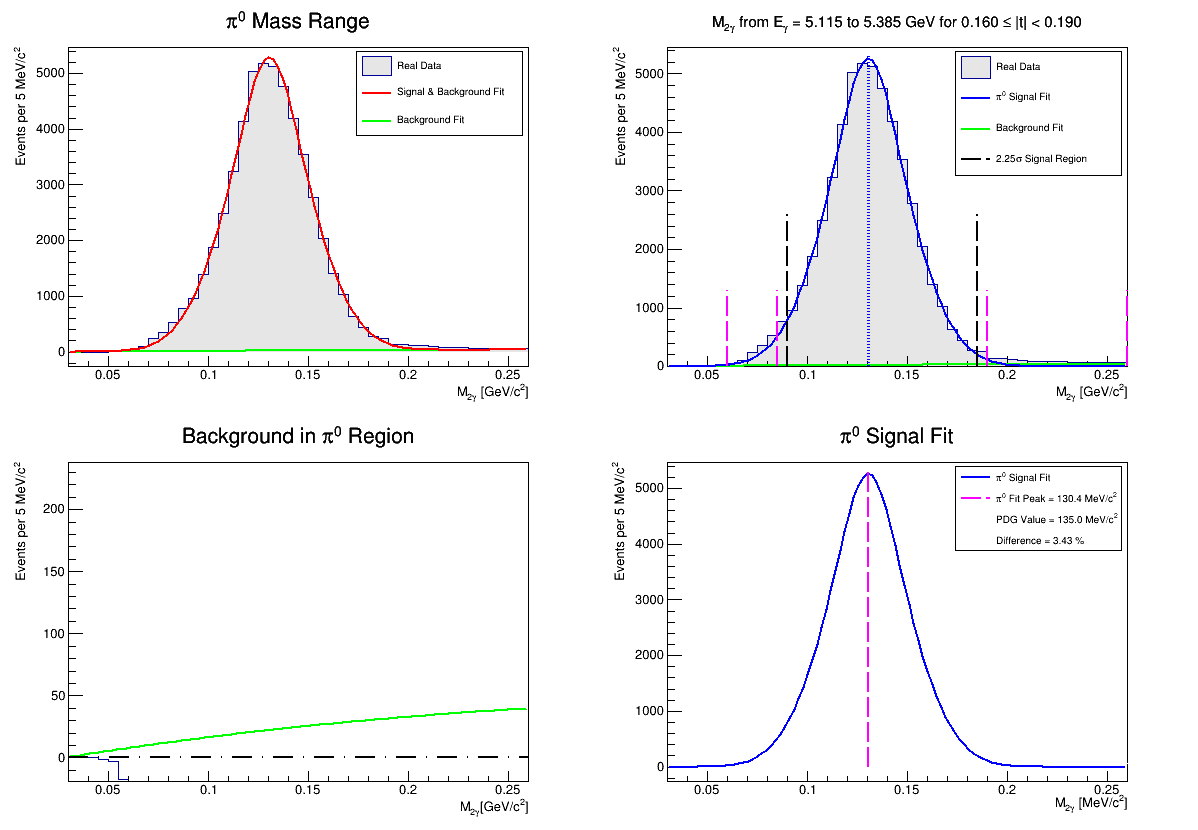 π⁰ Mass Range
Events per 5 MeV/c²
5000
4000
3000
2000
1000
0
Real Data
Signal & Background Fit
Background Fit
0.05 0.1 0.15 0.2 0.25
M₂γ [GeV/c²]
M₂γ from Eγ = 5.115 to 5.385 GeV for 0.160 ≤ |t| < 0.190
Events per 5 MeV/c²
5000
4000
3000
2000
1000
0
Real Data
π⁰ Signal Fit
Background Fit
2.25σ Signal Region
0.05 0.1 0.15 0.2 0.25
M₂γ [GeV/c²]
Background in π⁰ Region
Events per 5 MeV/c²
200
150
100
50
0
0.05 0.1 0.15 0.2 0.25
M₂γ[GeV/c²]
π⁰ Signal Fit
Events per 5 MeV/c²
5000
4000
3000
2000
1000
0
π⁰ Signal Fit
π⁰ Fit Peak = 130.4 MeV/c²
PDG Value = 135.0 MeV/c²
Difference = 3.43 %
0.05 0.1 0.15 0.2 0.25
M₂γ [MeV/c²]